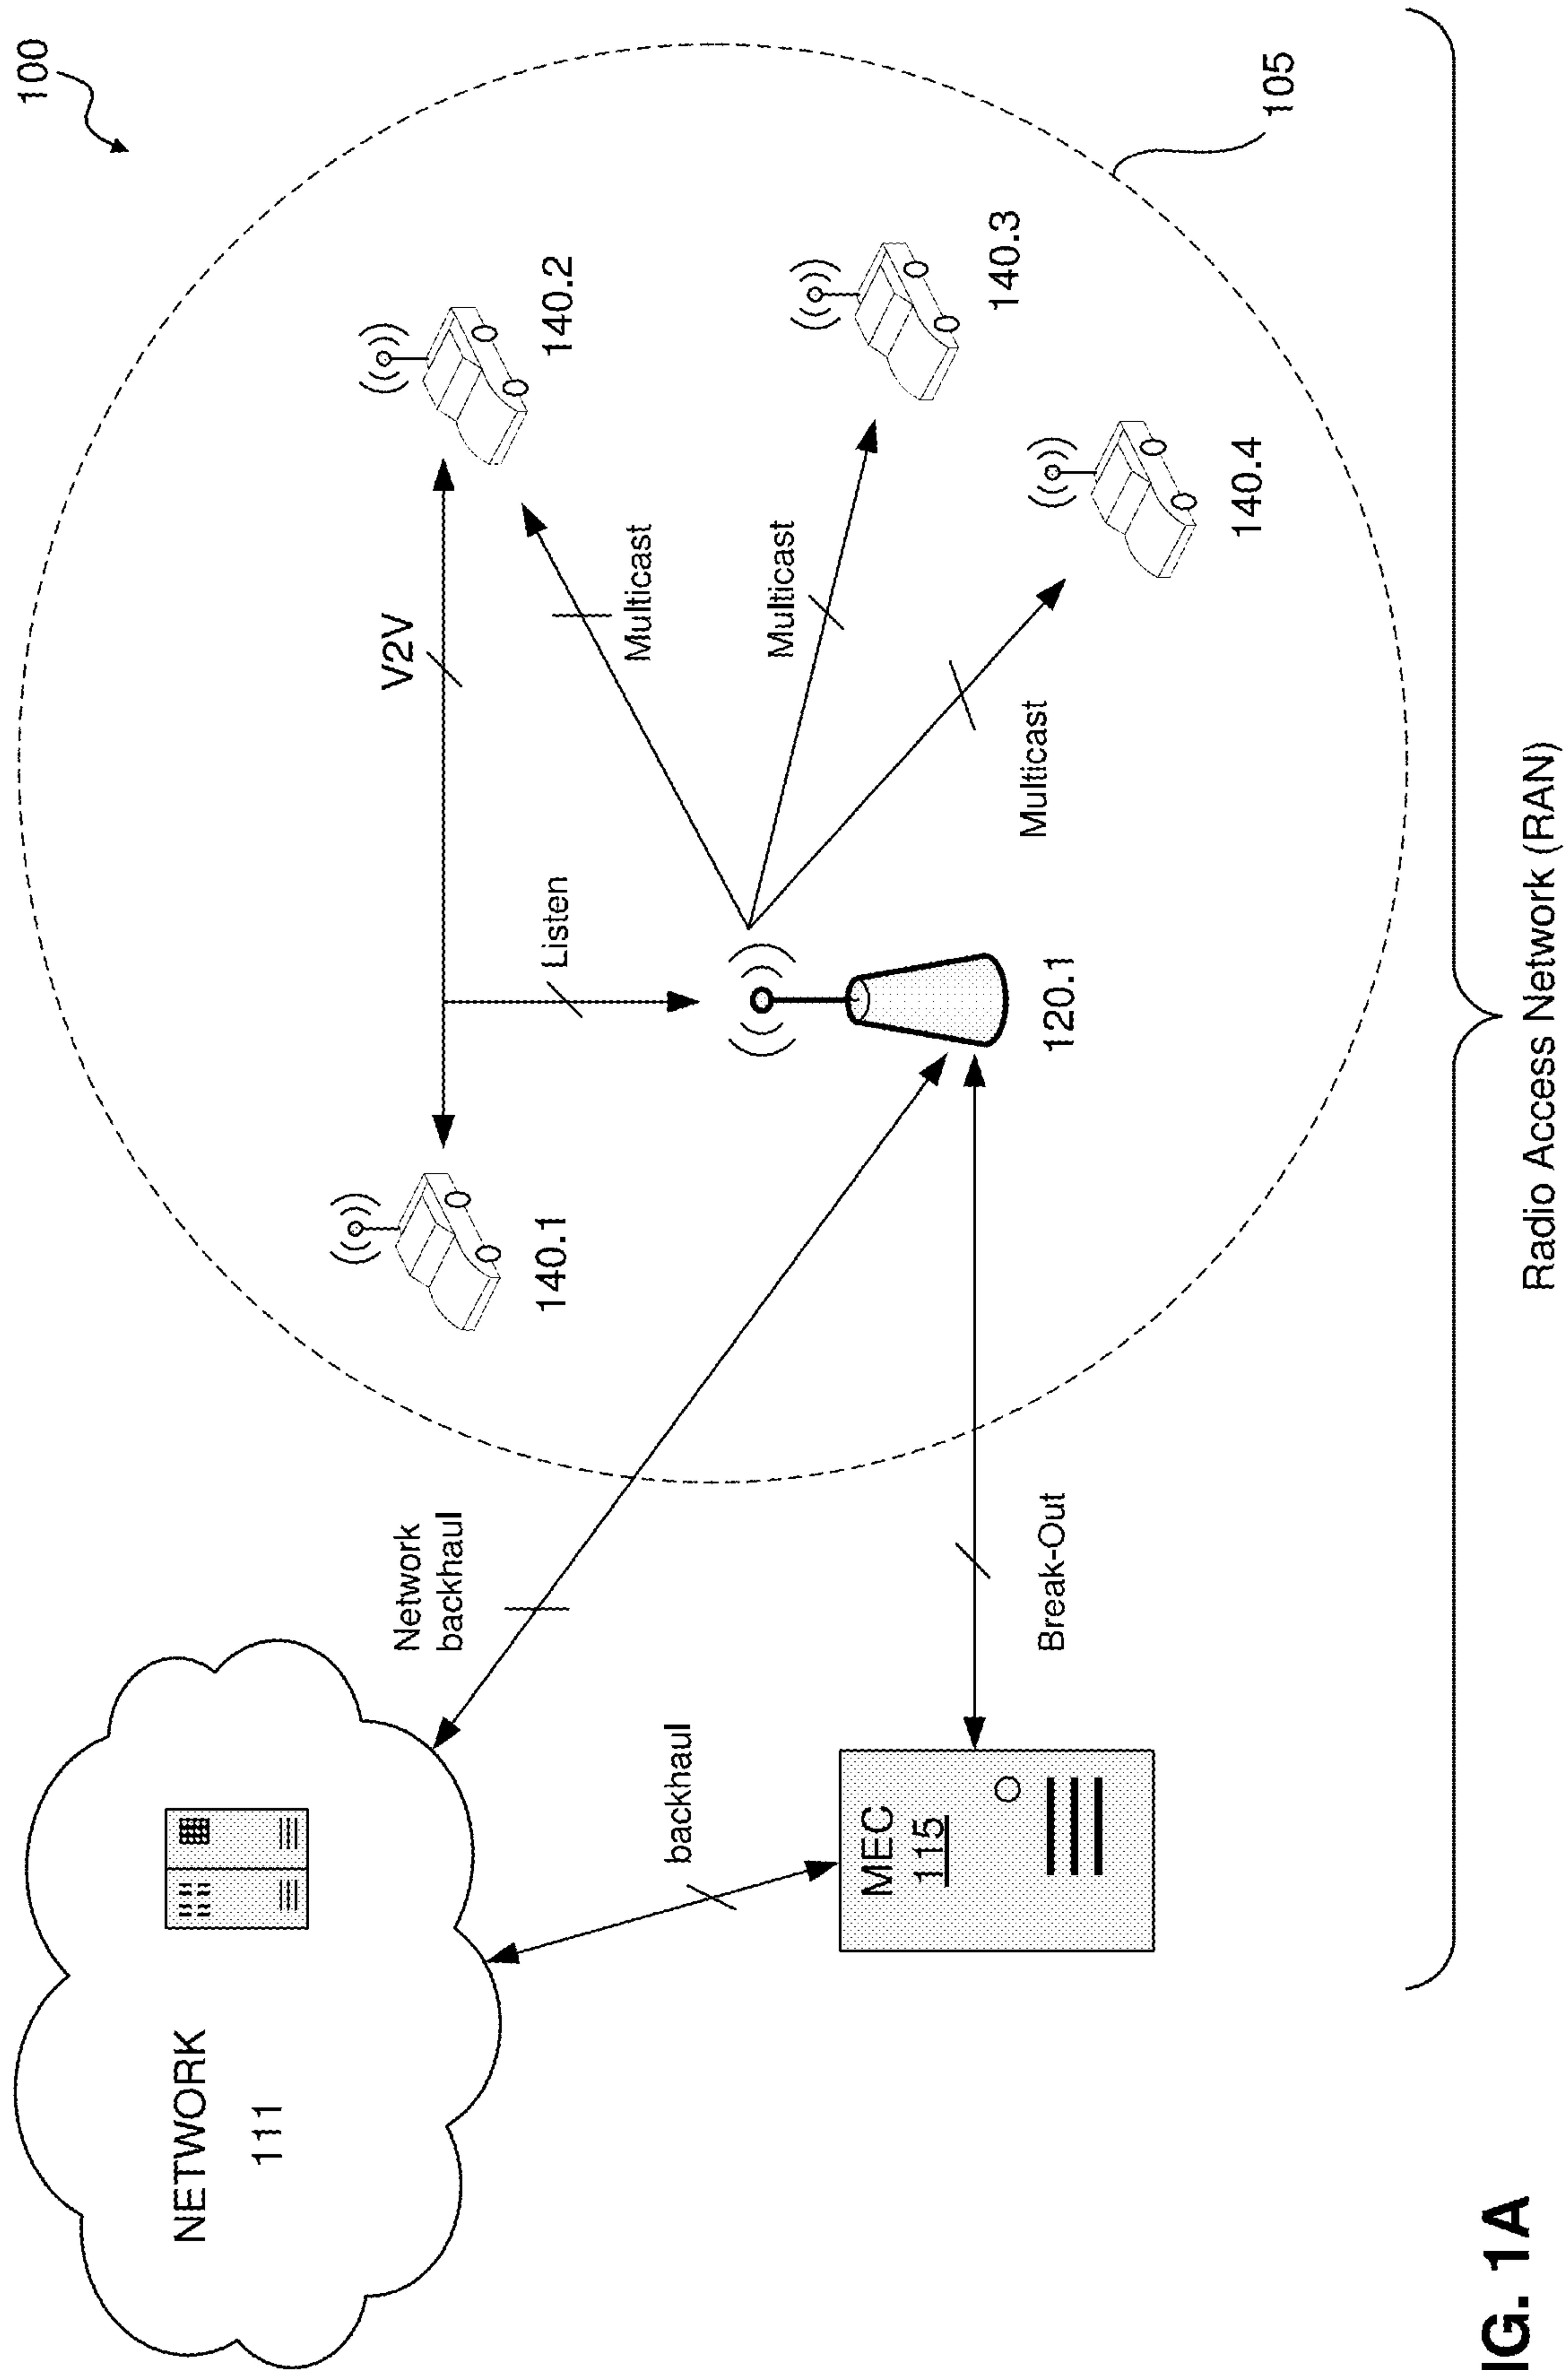 100
NETWORK
111
Network
backhaul
backhaul
MEC
115
Break-Out
140.1
V2V
Listen
120.1
140.2
Multicast
140.3
Multicast
140.4
Multicast
105
Radio Access Network (RAN)
IG. 1A